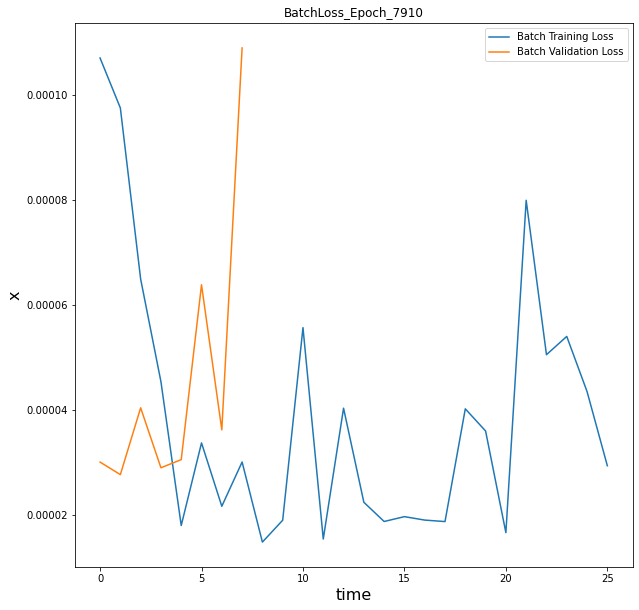 BatchLoss_Epoch_7910
Batch Training Loss
Batch Validation Loss
0.00010
0.00008
0.00006
0.00004
0.00002
x
0 5 10 15 20 25
time